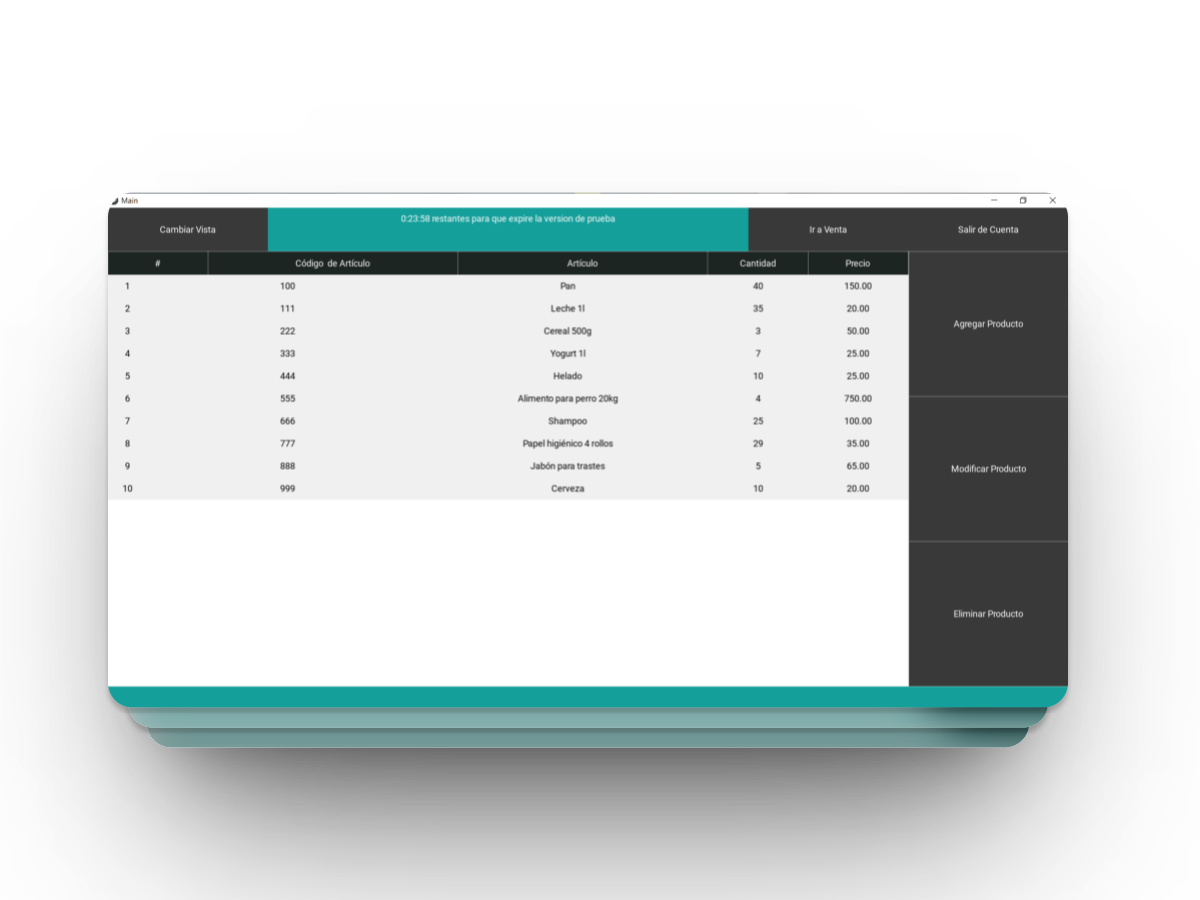 Main
Cambiar Vista
0:23:58 restantes para que expire la version de prueba
Ir a Venta
Salir de Cuenta
# Código de Artículo Artículo Cantidad Precio
1 100 Pan 40 150.00
2 111 Leche 1l 35 20.00
3 222 Cereal 500g 3 50.00
4 333 Yogurt 1l 7 25.00
5 444 Helado 10 25.00
6 555 Alimento para perro 20kg 4 750.00
7 666 Shampoo 25 100.00
8 777 Papel higiénico 4 rollos 29 35.00
9 888 Jabón para trastes 5 65.00
10 999 Cerveza 10 20.00
Agregar Producto
Modificar Producto
Eliminar Producto